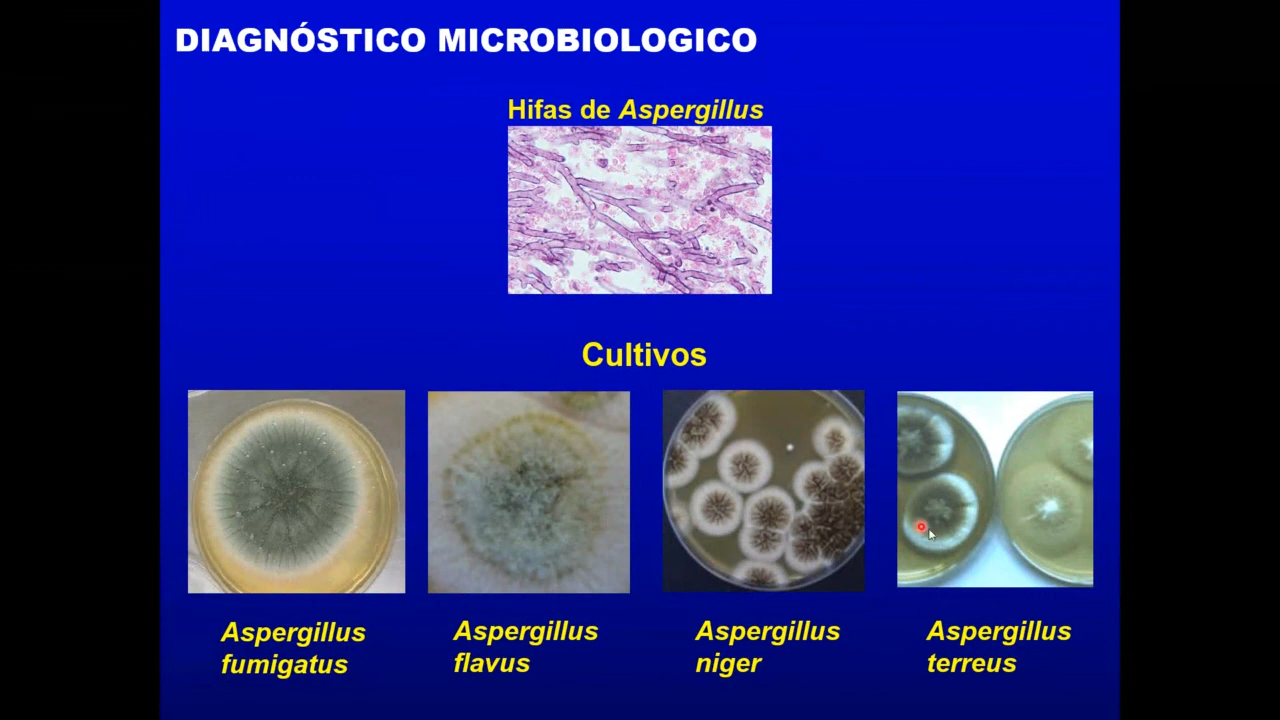 DIAGNÓSTICO MICROBIOLOGICO
Hifas de Aspergillus
Cultivos
Aspergillus
fumigatus
Aspergillus
flavus
Aspergillus
niger
Aspergillus
terreus